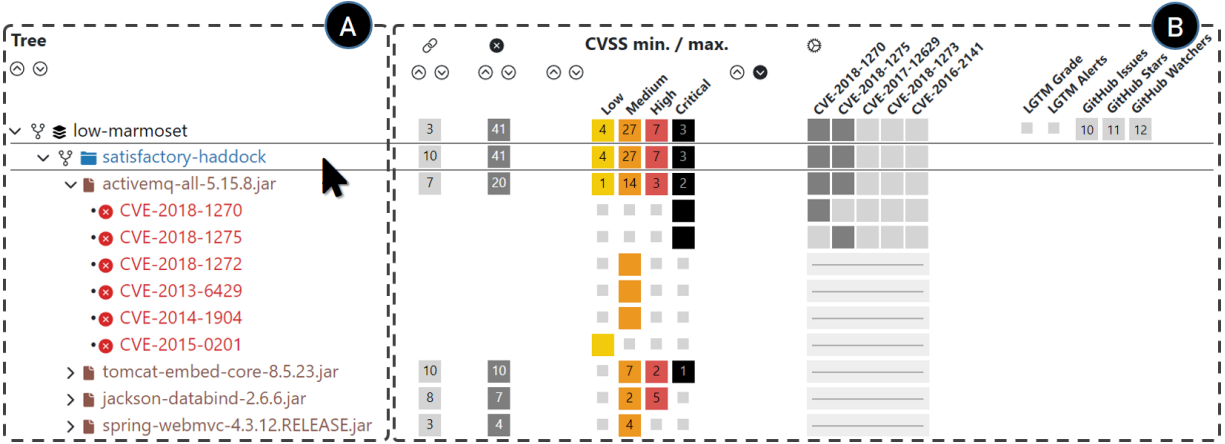 A
B
Tree
CVSS min. / max.
CVE-2018-1270
CVE-2018-1275
CVE-2017-12629
CVE-2018-1273
CVE-2016-2141
LGTM Grade
LGTM Alerts
GitHub Issues
GitHub Stars
GitHub Watchers
Low
Medium
High
Critical
low-marmoset 3 41 4 27 7 3 10 11 12
satisfactory-haddock 10 41 4 27 7 3
activemq-all-5.15.8.jar 7 20 1 14 3 2
CVE-2018-1270
CVE-2018-1275
CVE-2018-1272
CVE-2013-6429
CVE-2014-1904
CVE-2015-0201
tomcat-embed-core-8.5.23.jar 10 10 7 2 1
jackson-databind-2.6.6.jar 8 7 2 5
spring-webmvc-4.3.12.RELEASE.jar 3 4 4